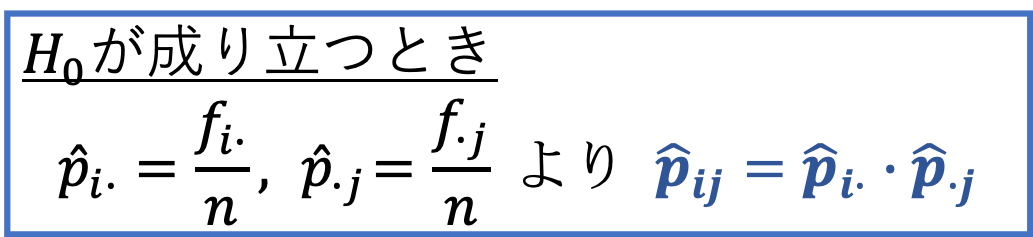 H₀が成り立つとき
p̂ᵢ. = fᵢ./n, p̂.ⱼ = f.ⱼ/n より p̂ᵢⱼ = p̂ᵢ. · p̂.ⱼ